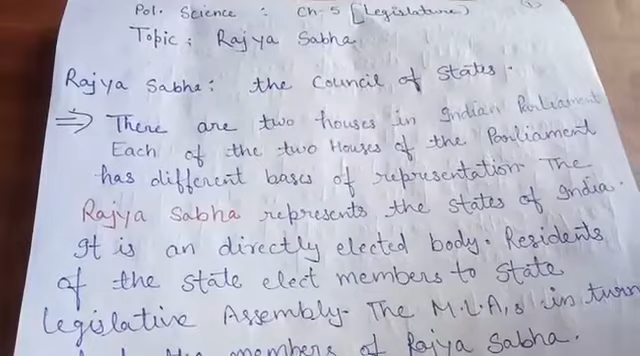 Pol. Science : Ch-5 [Legislature) ①
Topic: Rajya Sabha
Rajya Sabha: the Council of States.
⇒ There are two houses in Indian Parliament
Each of the two Houses of the Parliament
has different bases of representation. The
Rajya Sabha represents the states of India.
It is an directly elected body. Residents
of the state elect members to State
legislative Assembly. The M.L.A,s in turn
the members of Rajya Sabha.